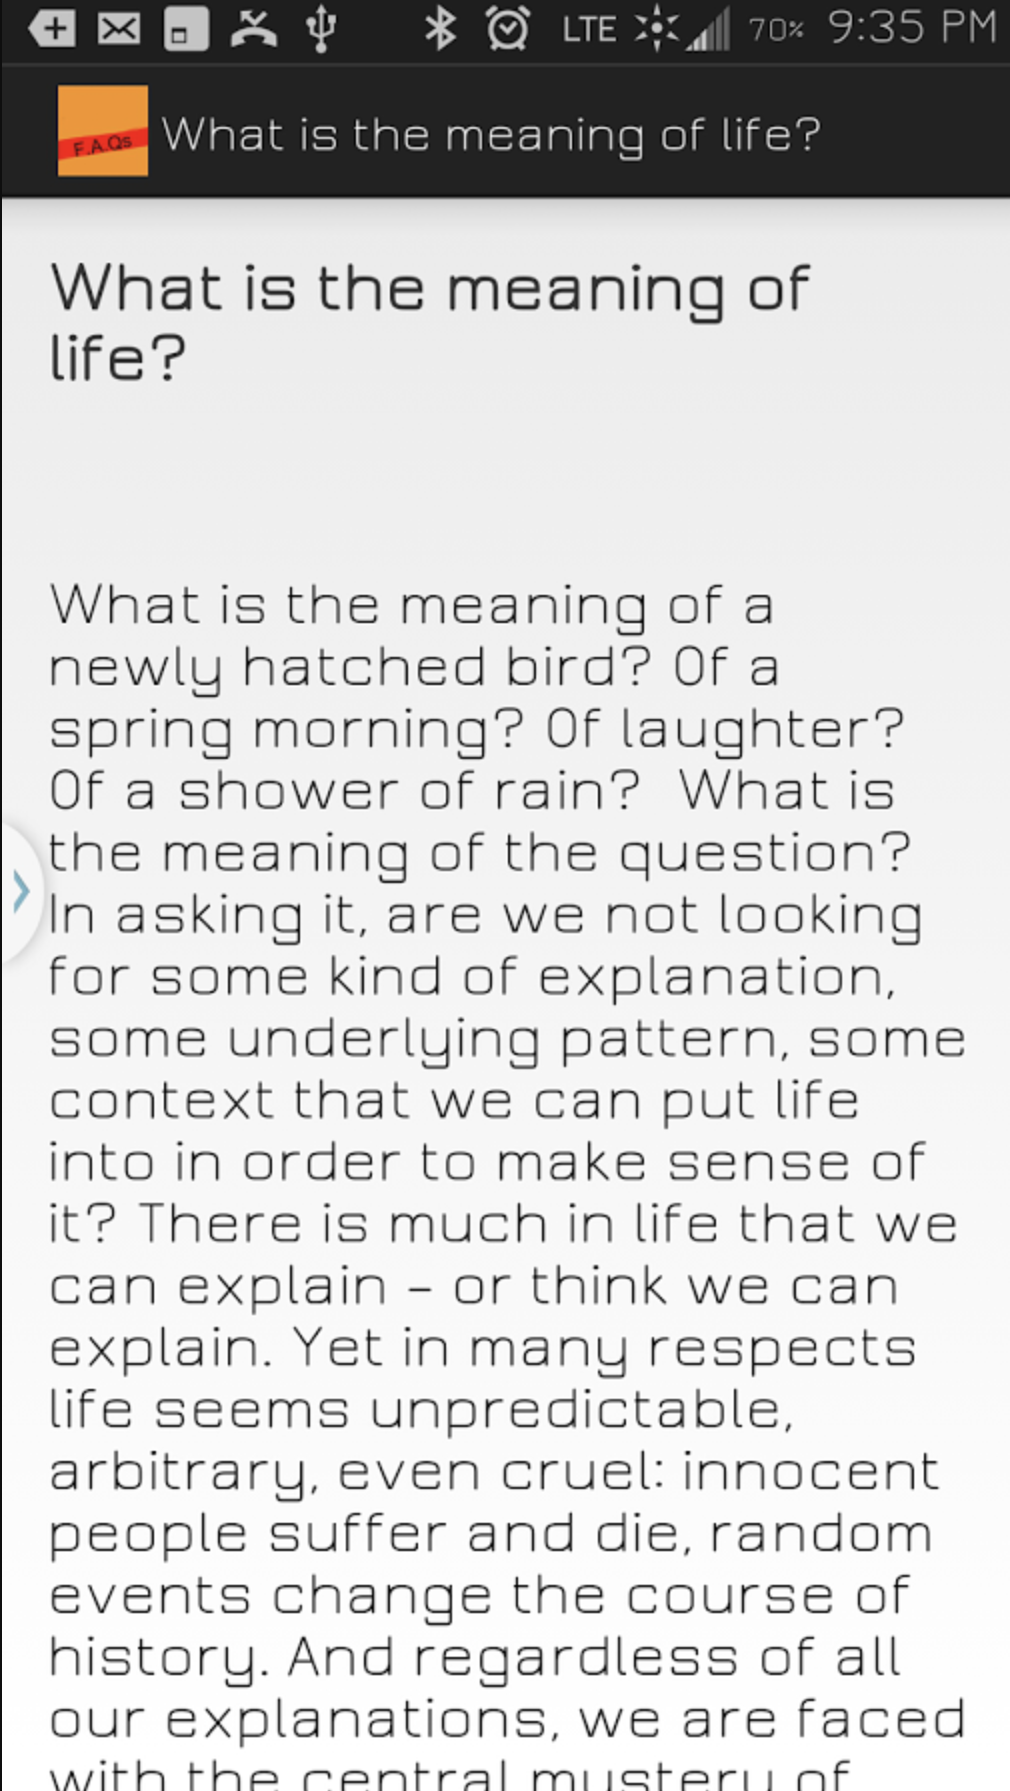 LTE 70% 9:35 PM
F.A.Qs What is the meaning of life?
What is the meaning of
life?
What is the meaning of a
newly hatched bird? Of a
spring morning? Of laughter?
Of a shower of rain?  What is
the meaning of the question?
In asking it, are we not looking
for some kind of explanation,
some underlying pattern, some
context that we can put life
into in order to make sense of
it? There is much in life that we
can explain – or think we can
explain. Yet in many respects
life seems unpredictable,
arbitrary, even cruel: innocent
people suffer and die, random
events change the course of
history. And regardless of all
our explanations, we are faced
with the central mystery of